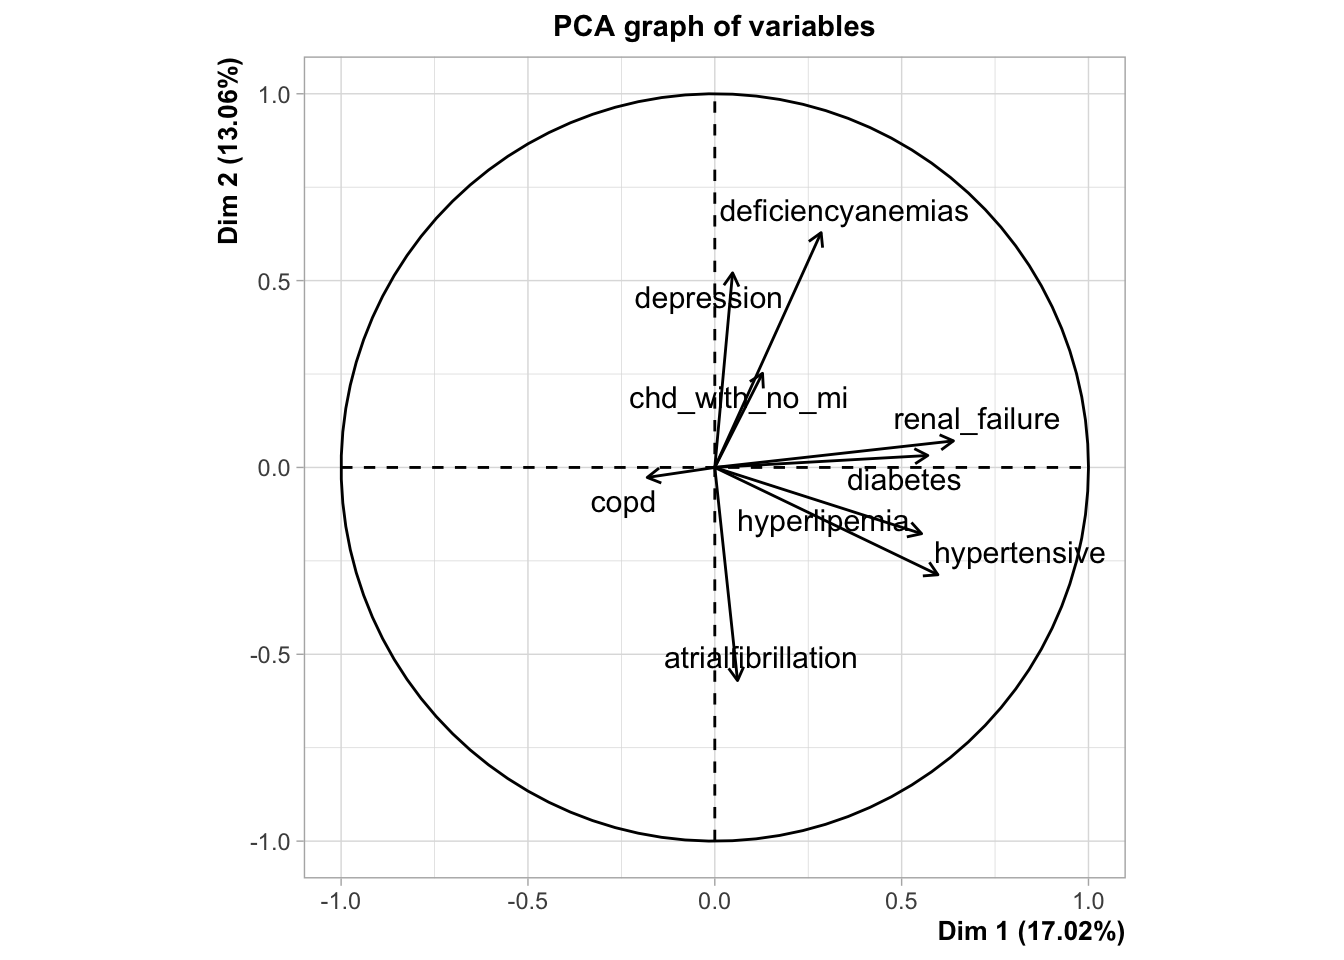 PCA graph of variables
Dim 2 (13.06%)
1.0
0.5
0.0
-0.5
-1.0
deficiencyanemias
depression
chd_with_no_mi
renal_failure
diabetes
copd
hyperlipemia
hypertensive
atrialfibrillation
-1.0 -0.5 0.0 0.5 1.0
Dim 1 (17.02%)